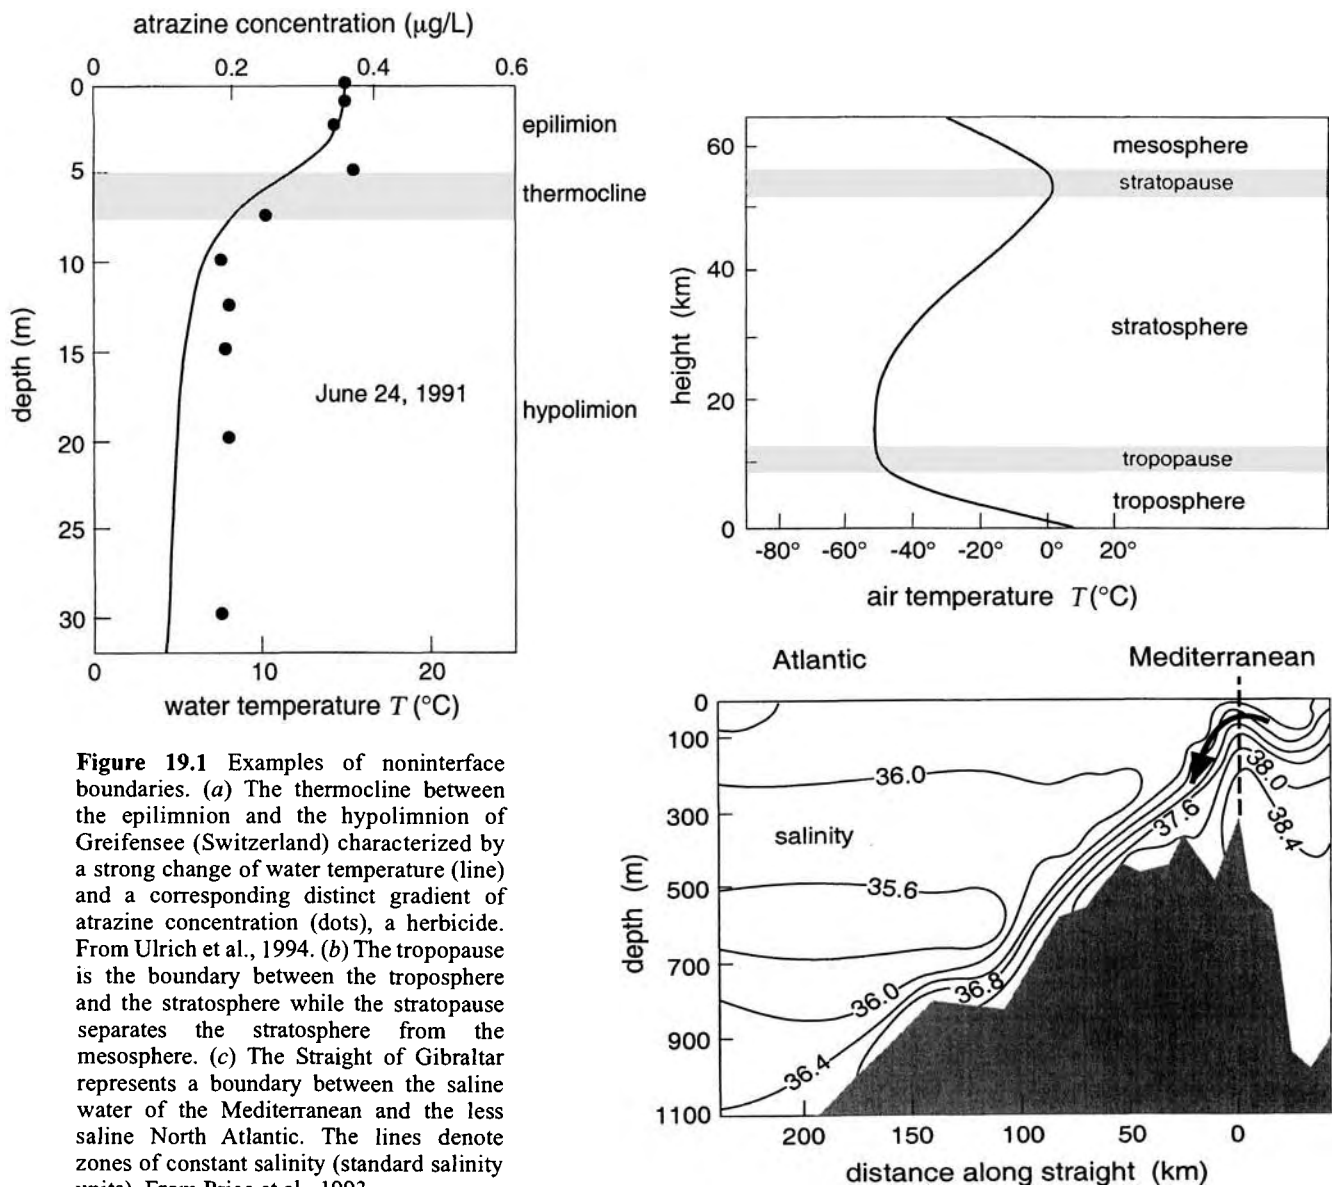 atrazine concentration (μg/L)
0 0.2 0.4 0.6
0
5
10
15
20
25
30
depth (m)
epilimion
thermocline
hypolimion
June 24, 1991
0 10 20
water temperature T (°C)
60
40
20
0
height (km)
mesosphere
stratopause
stratosphere
tropopause
troposphere
-80° -60° -40° -20° 0° 20°
air temperature T(°C)
Atlantic Mediterranean
0
100
300
500
700
900
1100
depth (m)
36.0
salinity
35.6
36.0
36.8
36.4
37.6
38.0
38.4
200 150 100 50 0
distance along straight (km)
Figure 19.1 Examples of noninterface
boundaries. (a) The thermocline between
the epilimnion and the hypolimnion of
Greifensee (Switzerland) characterized by
a strong change of water temperature (line)
and a corresponding distinct gradient of
atrazine concentration (dots), a herbicide.
From Ulrich et al., 1994. (b) The tropopause
is the boundary between the troposphere
and the stratosphere while the stratopause
separates the stratosphere from the
mesosphere. (c) The Straight of Gibraltar
represents a boundary between the saline
water of the Mediterranean and the less
saline North Atlantic. The lines denote
zones of constant salinity (standard salinity